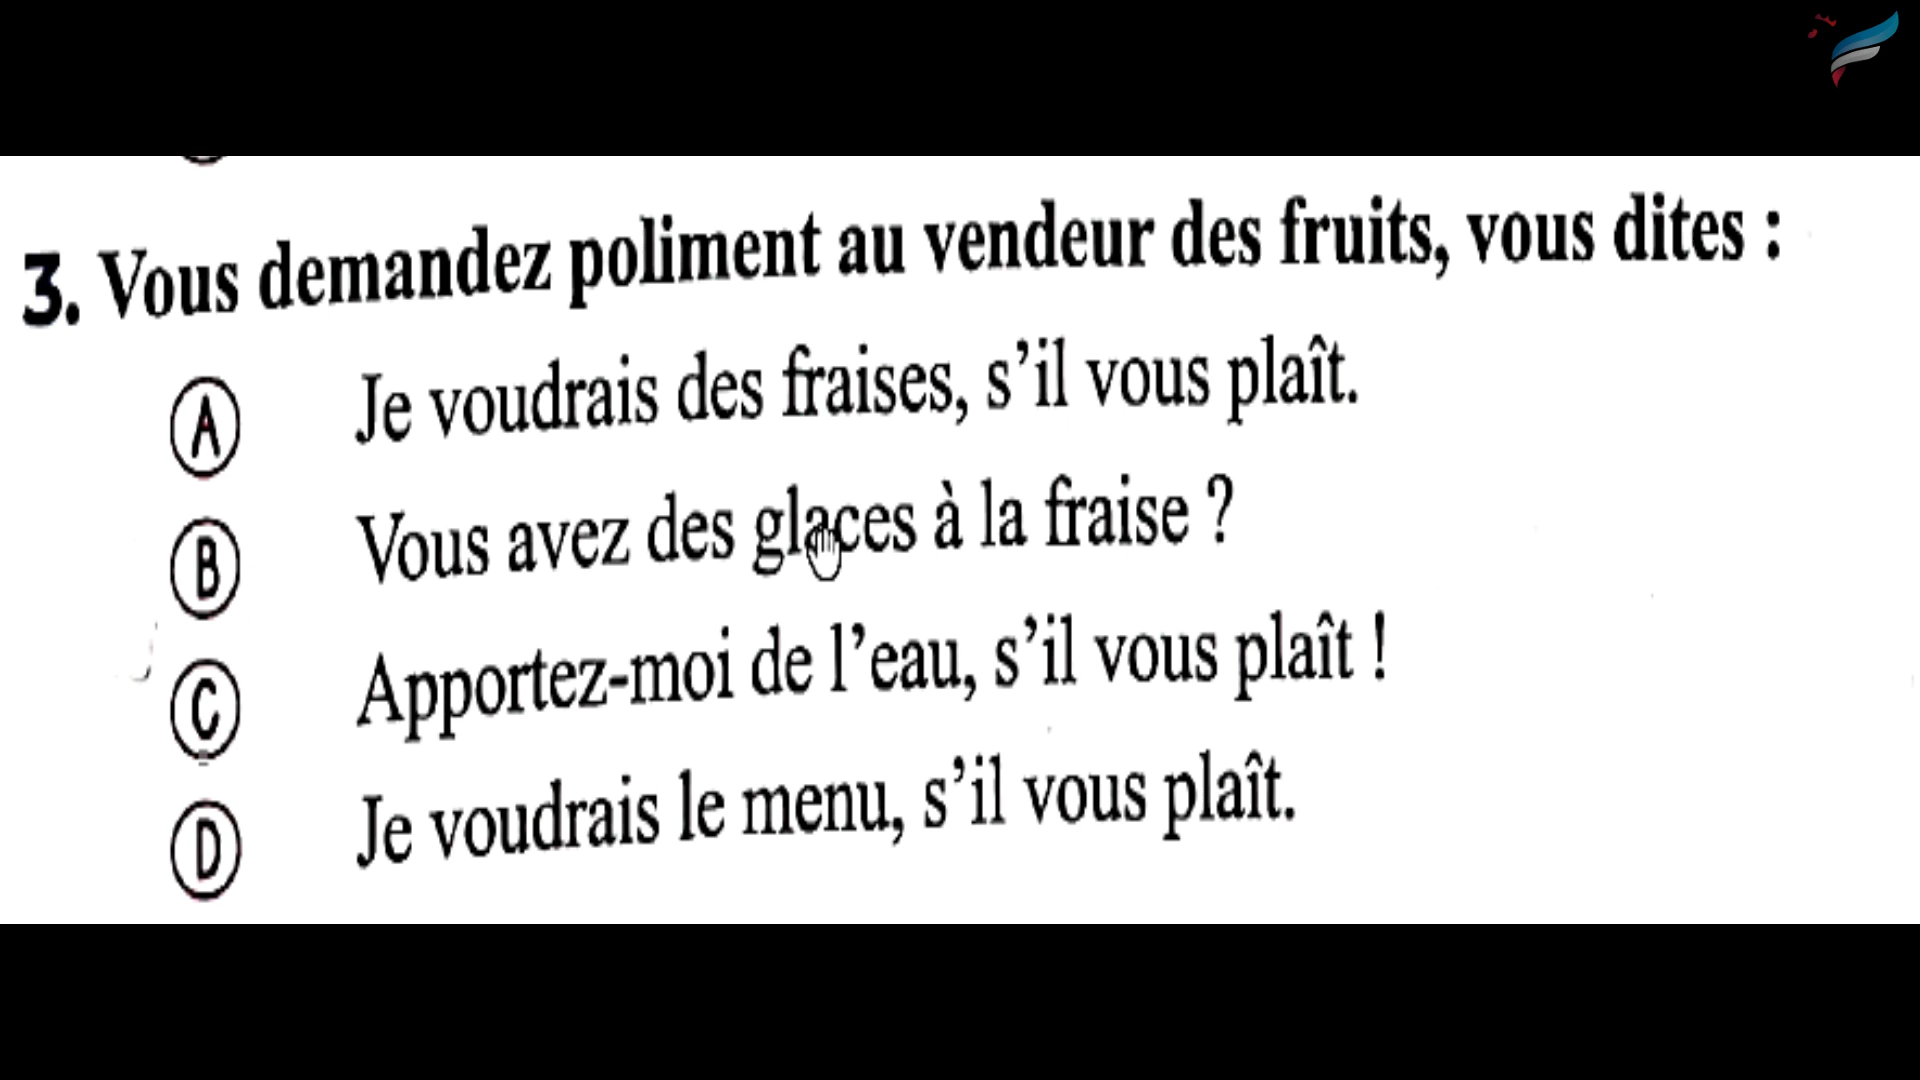 3. Vous demandez poliment au vendeur des fruits, vous dites :
A Je voudrais des fraises, s’il vous plaît.
B Vous avez des glaces à la fraise ?
C Apportez-moi de l’eau, s’il vous plaît !
D Je voudrais le menu, s’il vous plaît.